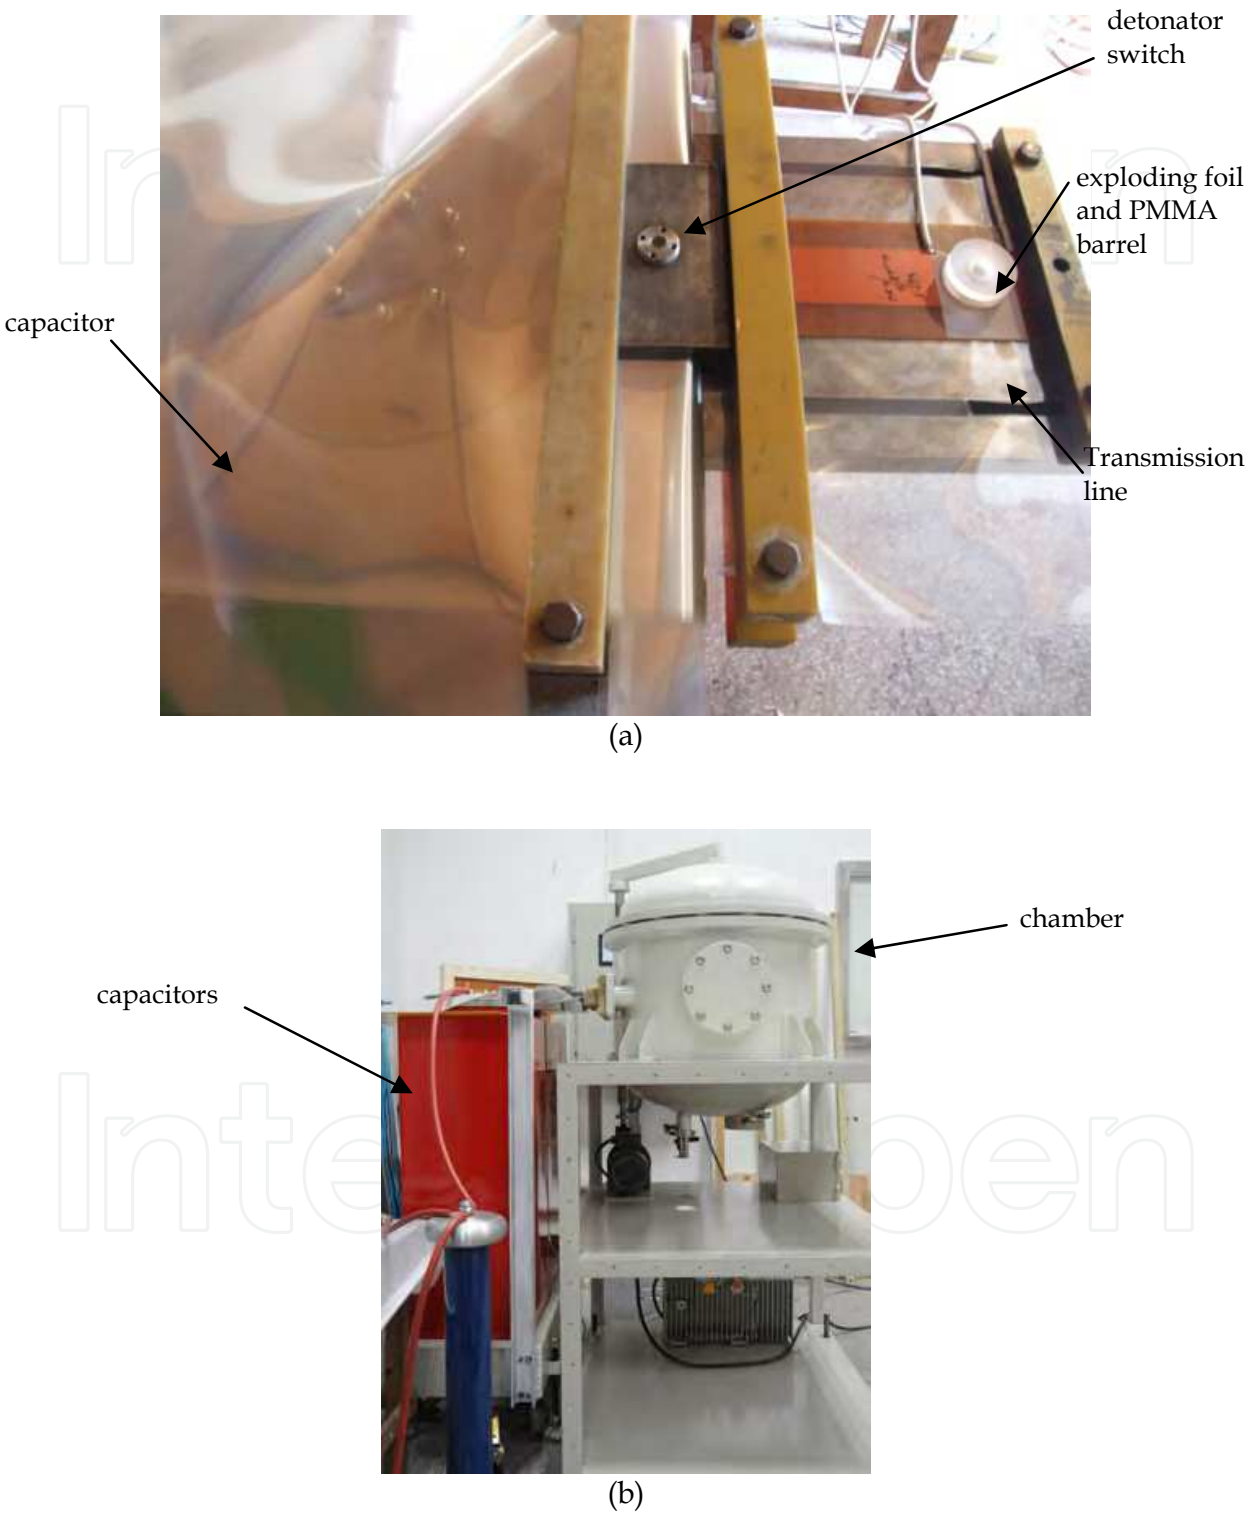 detonator
switch
exploding foil
and PMMA
barrel
capacitor
Transmission
line
(a)
chamber
capacitors
(b)